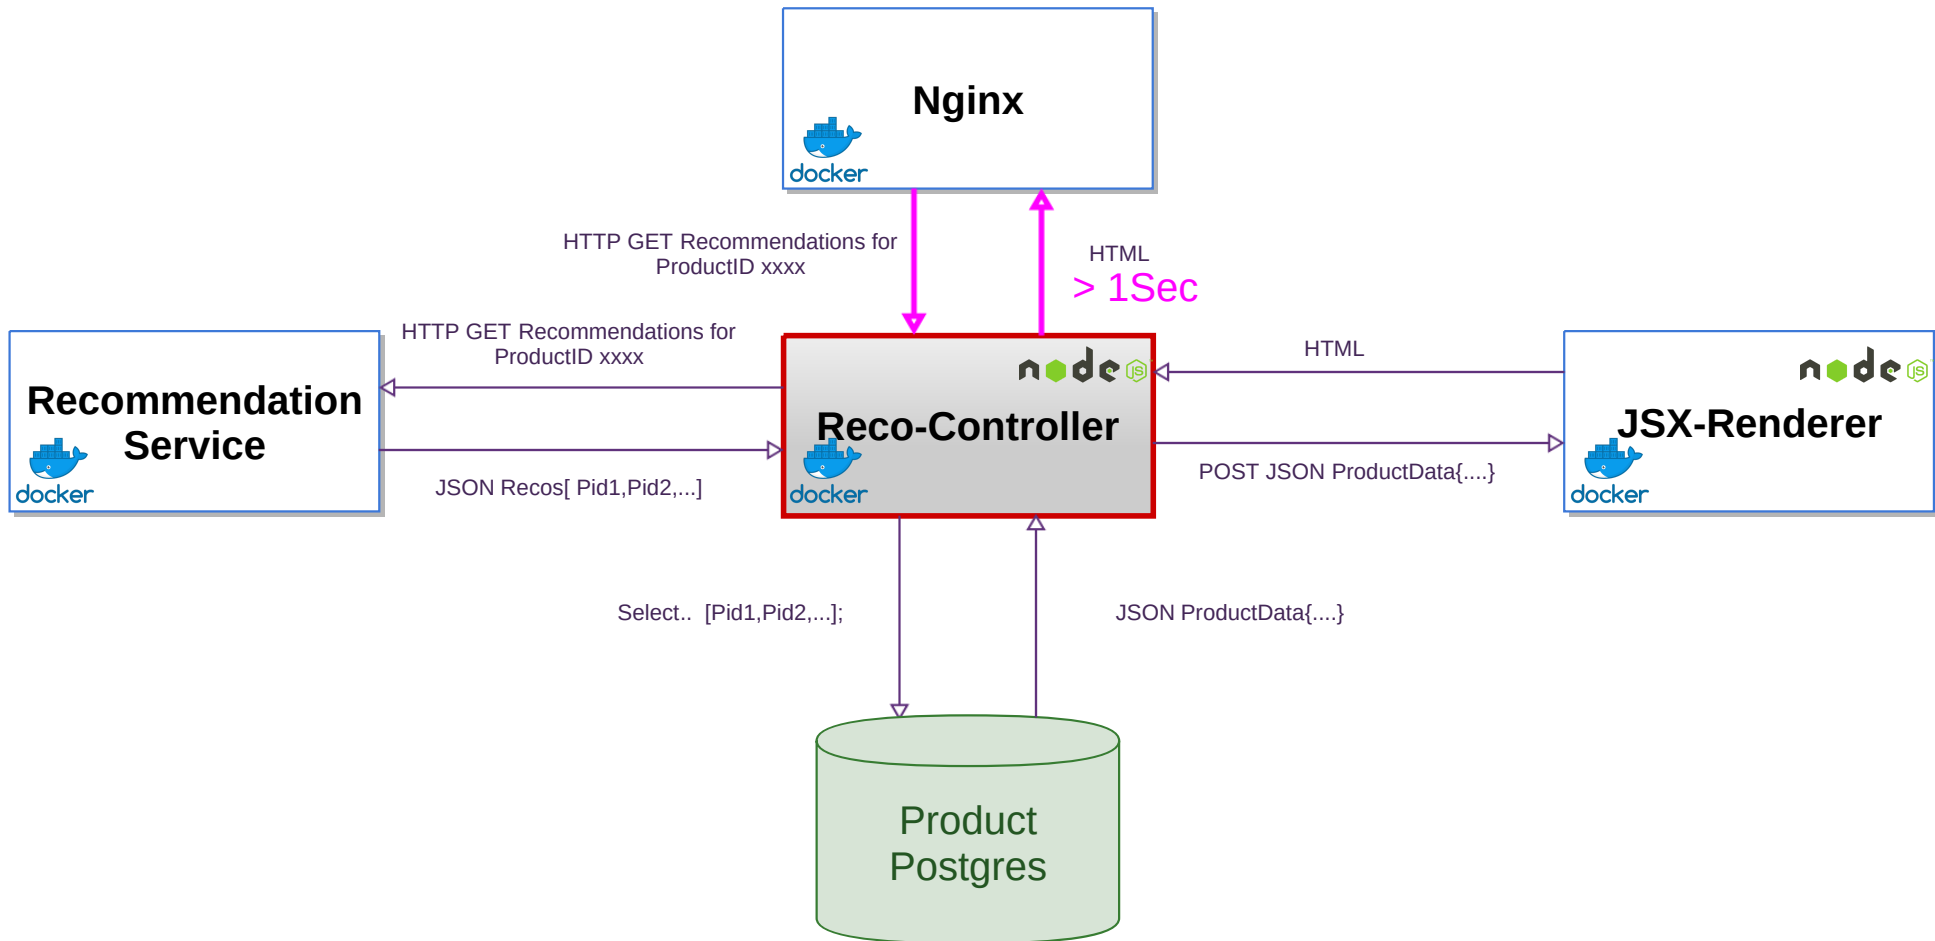 Nginx
docker
HTTP GET Recommendations for
ProductID xxxx
HTML
> 1Sec
HTTP GET Recommendations for
ProductID xxxx
Recommendation
Service
docker
JSON Recos[ Pid1,Pid2,...]
node
JS
Reco-Controller
docker
HTML
POST JSON ProductData{....}
node
JS
JSX-Renderer
docker
Select..  [Pid1,Pid2,...];
JSON ProductData{....}
Product
Postgres